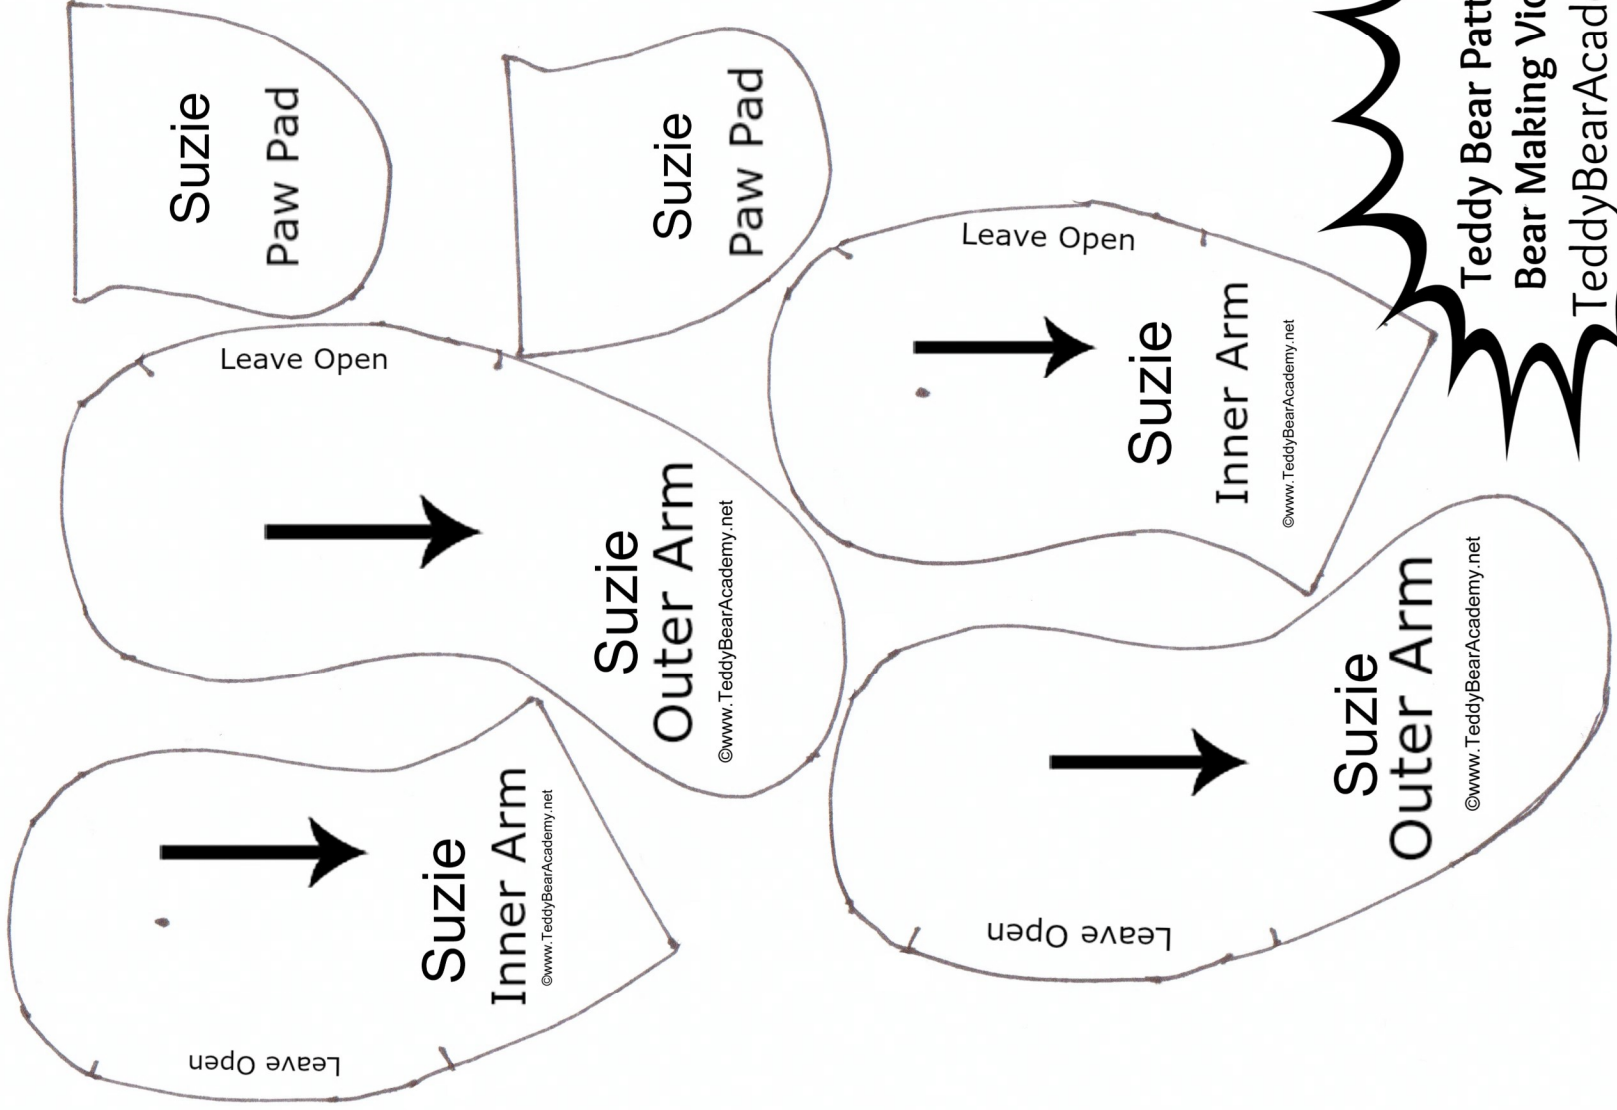 Suzie
Paw Pad
Suzie
Paw Pad
Leave Open
Suzie
Outer Arm
©www.TeddyBearAcademy.net
Leave Open
Suzie
Inner Arm
©www.TeddyBearAcademy.net
Suzie
Inner Arm
©www.TeddyBearAcademy.net
Leave Open
Suzie
Outer Arm
©www.TeddyBearAcademy.net
Leave Open
Teddy Bear Patt
Bear Making Vid
TeddyBearAcad